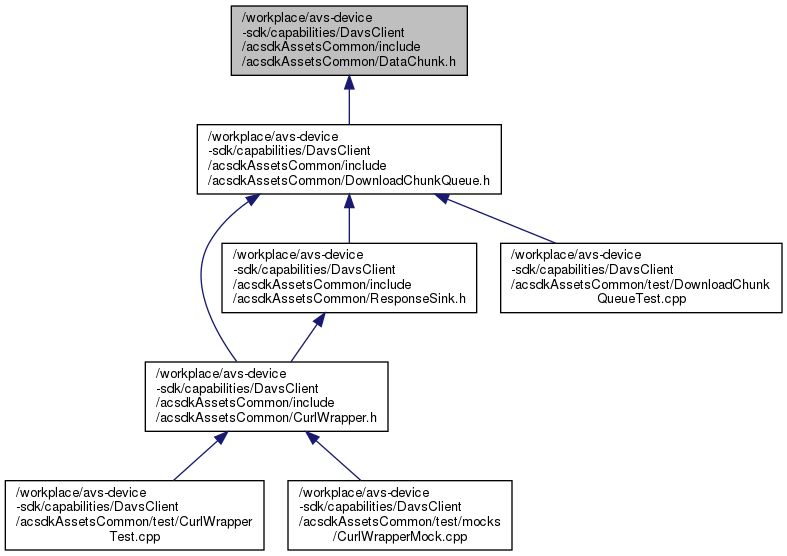 /workplace/avs-device
-sdk/capabilities/DavsClient
/acsdkAssetsCommon/include
/acsdkAssetsCommon/DataChunk.h
/workplace/avs-device
-sdk/capabilities/DavsClient
/acsdkAssetsCommon/include
/acsdkAssetsCommon/DownloadChunkQueue.h
/workplace/avs-device
-sdk/capabilities/DavsClient
/acsdkAssetsCommon/include
/acsdkAssetsCommon/ResponseSink.h
/workplace/avs-device
-sdk/capabilities/DavsClient
/acsdkAssetsCommon/test/DownloadChunk
QueueTest.cpp
/workplace/avs-device
-sdk/capabilities/DavsClient
/acsdkAssetsCommon/include
/acsdkAssetsCommon/CurlWrapper.h
/workplace/avs-device
-sdk/capabilities/DavsClient
/acsdkAssetsCommon/test/CurlWrapper
Test.cpp
/workplace/avs-device
-sdk/capabilities/DavsClient
/acsdkAssetsCommon/test/mocks
/CurlWrapperMock.cpp